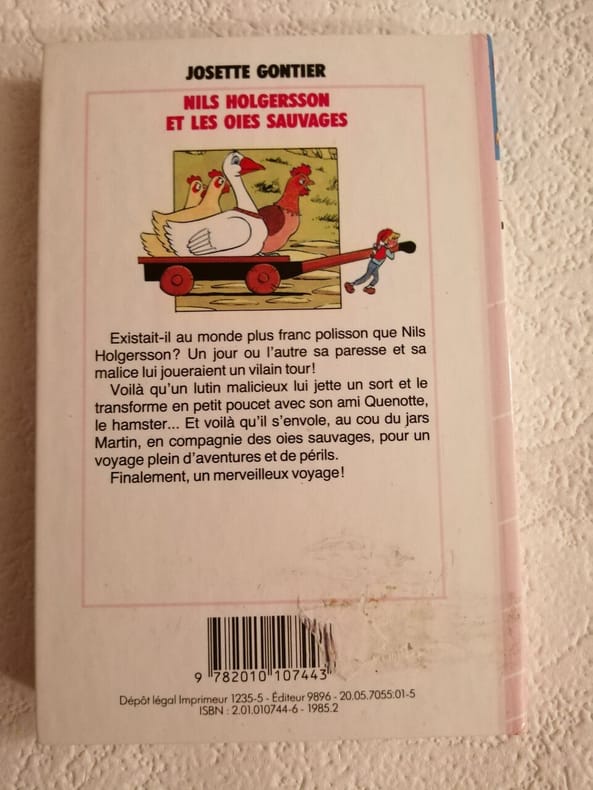 JOSETTE GONTIER
NILS HOLGERSSON
ET LES OIES SAUVAGES
Existait-il au monde plus franc polisson que Nils
Holgersson? Un jour ou l'autre sa paresse et sa
malice lui joueraient un vilain tour!
Voilà qu'un lutin malicieux lui jette un sort et le
transforme en petit poucet avec son ami Quenotte,
le hamster... Et voilà qu'il s'envole, au cou du jars
Martin, en compagnie des oies sauvages, pour un
voyage plein d'aventures et de périls.
Finalement, un merveilleux voyage!
9 782010 107443
Dépôt légal Imprimeur 1235-5 - Éditeur 9896 - 20.05.7055:01-5
ISBN : 2.01.010744-6 - 1985.2